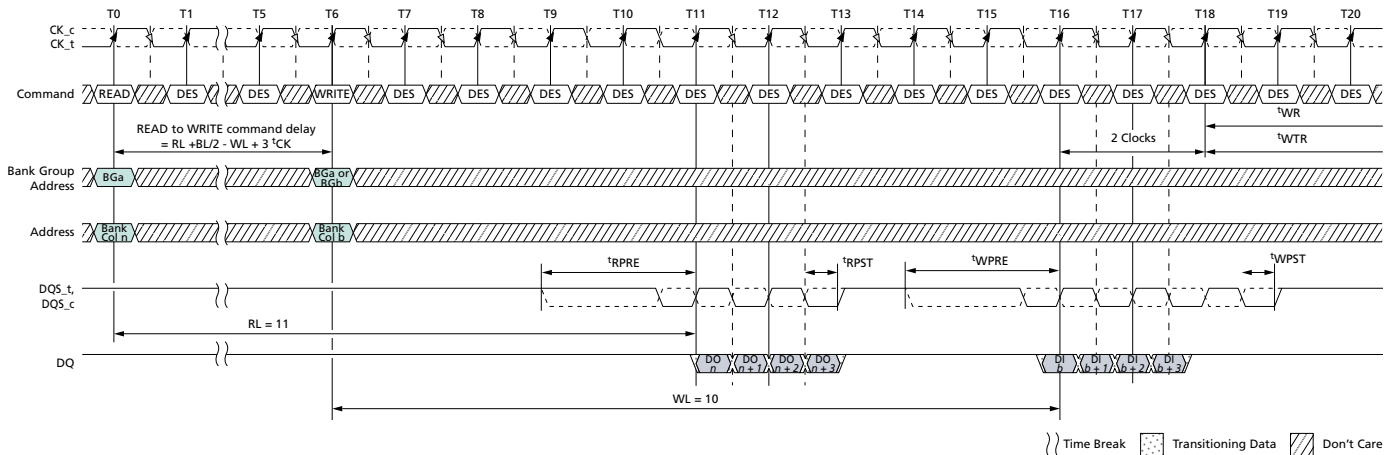 T0 T1 T5 T6 T7 T8 T9 T10 T11 T12 T13 T14 T15 T16 T17 T18 T19 T20
CK_c
CK_t
Command READ DES DES WRITE DES DES DES DES DES DES DES DES DES DES DES DES DES DES
tWR
READ to WRITE command delay
= RL +BL/2 - WL + 3 tCK
2 Clocks
tWTR
Bank Group
Address
BGa
BGa or
BGb
Address
Bank
Col n
Bank
Col b
tRPRE tRPST tWPRE tWPST
DQS_t,
DQS_c
RL = 11
DQ
DO
n
DO
n + 1
DO
n + 2
DO
n + 3
DI
b
DI
b + 1
DI
b + 2
DI
b + 3
WL = 10
Time Break Transitioning Data Don't Care